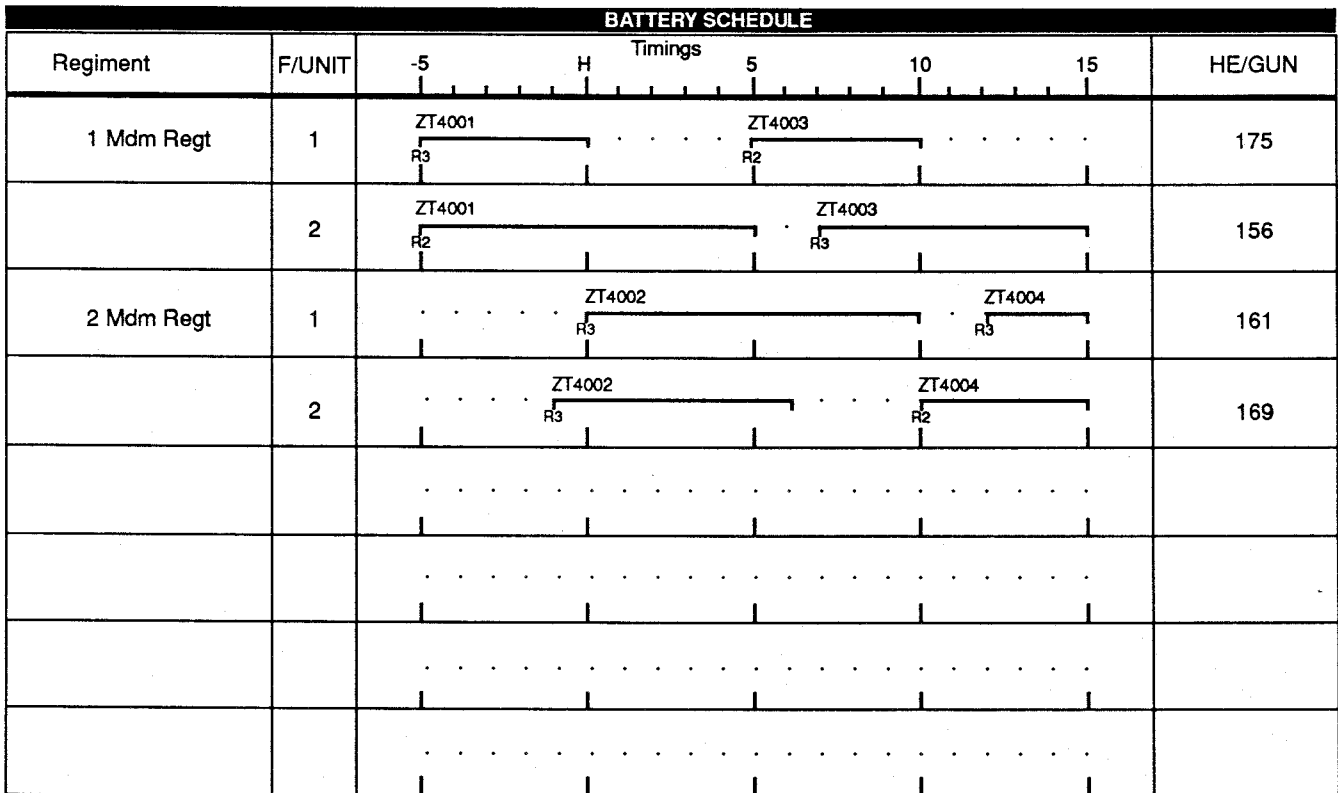 BATTERY SCHEDULE
Regiment F/UNIT Timings HE/GUN
-5 H 5 10 15
ZT4001 ZT4003
1 Mdm Regt 1 175
R3 R2
ZT4001 ZT4003
2 156
R2 R3
ZT4002 ZT4004
2 Mdm Regt 1 161
R3 R3
ZT4002 ZT4004
2 169
R3 R2